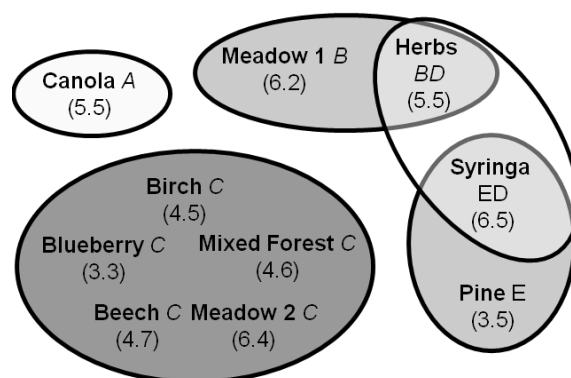 Canola A
(5.5)
Meadow 1 B
(6.2)
Herbs
BD
(5.5)
Syringa
ED
(6.5)
Pine E
(3.5)
Birch C
(4.5)
Blueberry C
(3.3)
Mixed Forest C
(4.6)
Beech C
(4.7)
Meadow 2 C
(6.4)